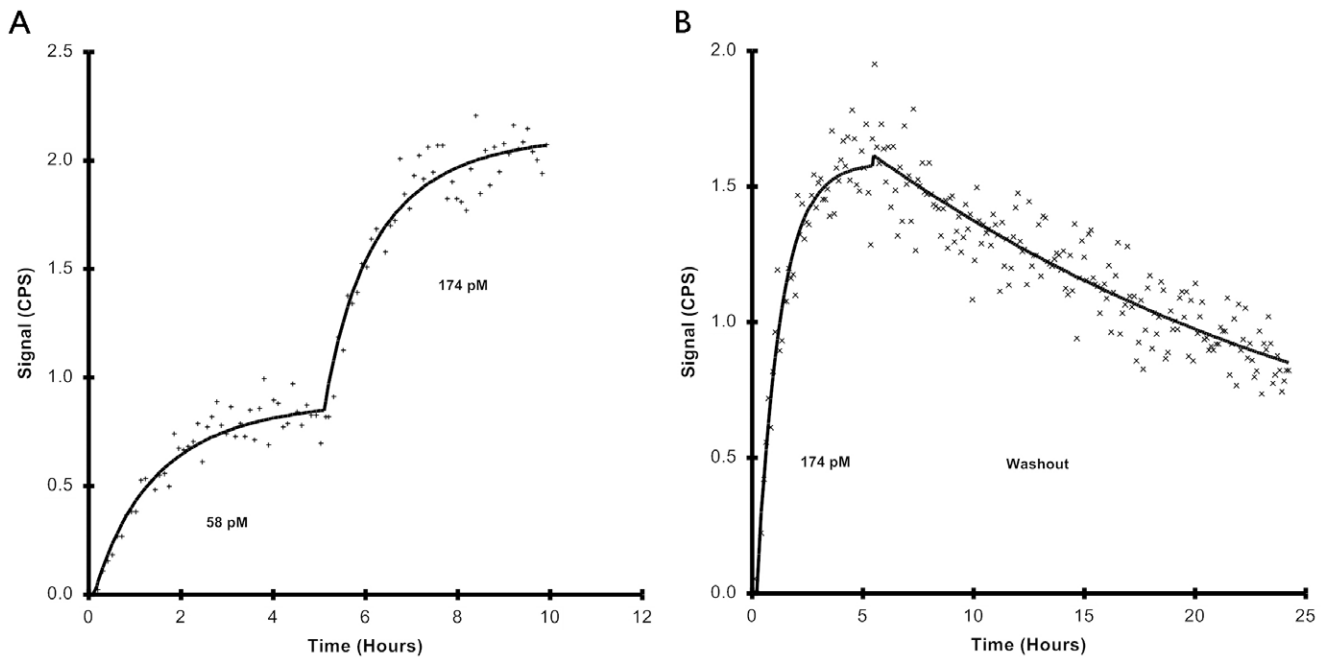 A
Signal (CPS)
2.5
2.0
1.5
1.0
0.5
0.0
174 pM
58 pM
0 2 4 6 8 10 12
Time (Hours)
B
Signal (CPS)
2.0
1.5
1.0
0.5
0.0
174 pM Washout
0 5 10 15 20 25
Time (Hours)